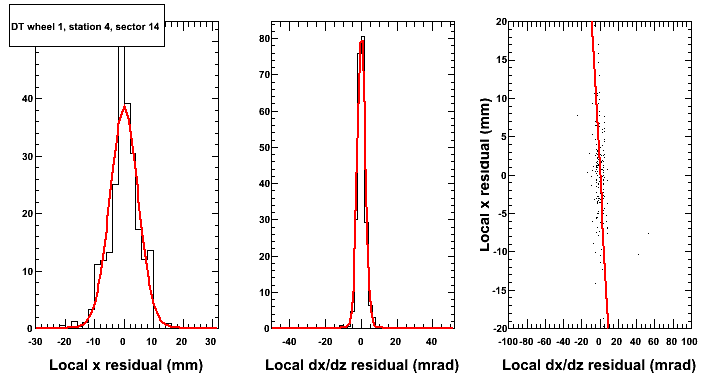 DT wheel 1, station 4, sector 14
40
30
20
10
0
-30 -20 -10 0 10 20 30
Local x residual (mm)
80
70
60
50
40
30
20
10
0
-40 -20 0 20 40
Local dx/dz residual (mrad)
Local x residual (mm)
20
15
10
5
0
-5
-10
-15
-20
-100 -80 -60 -40 -20 0 20 40 60 80 100
Local dx/dz residual (mrad)